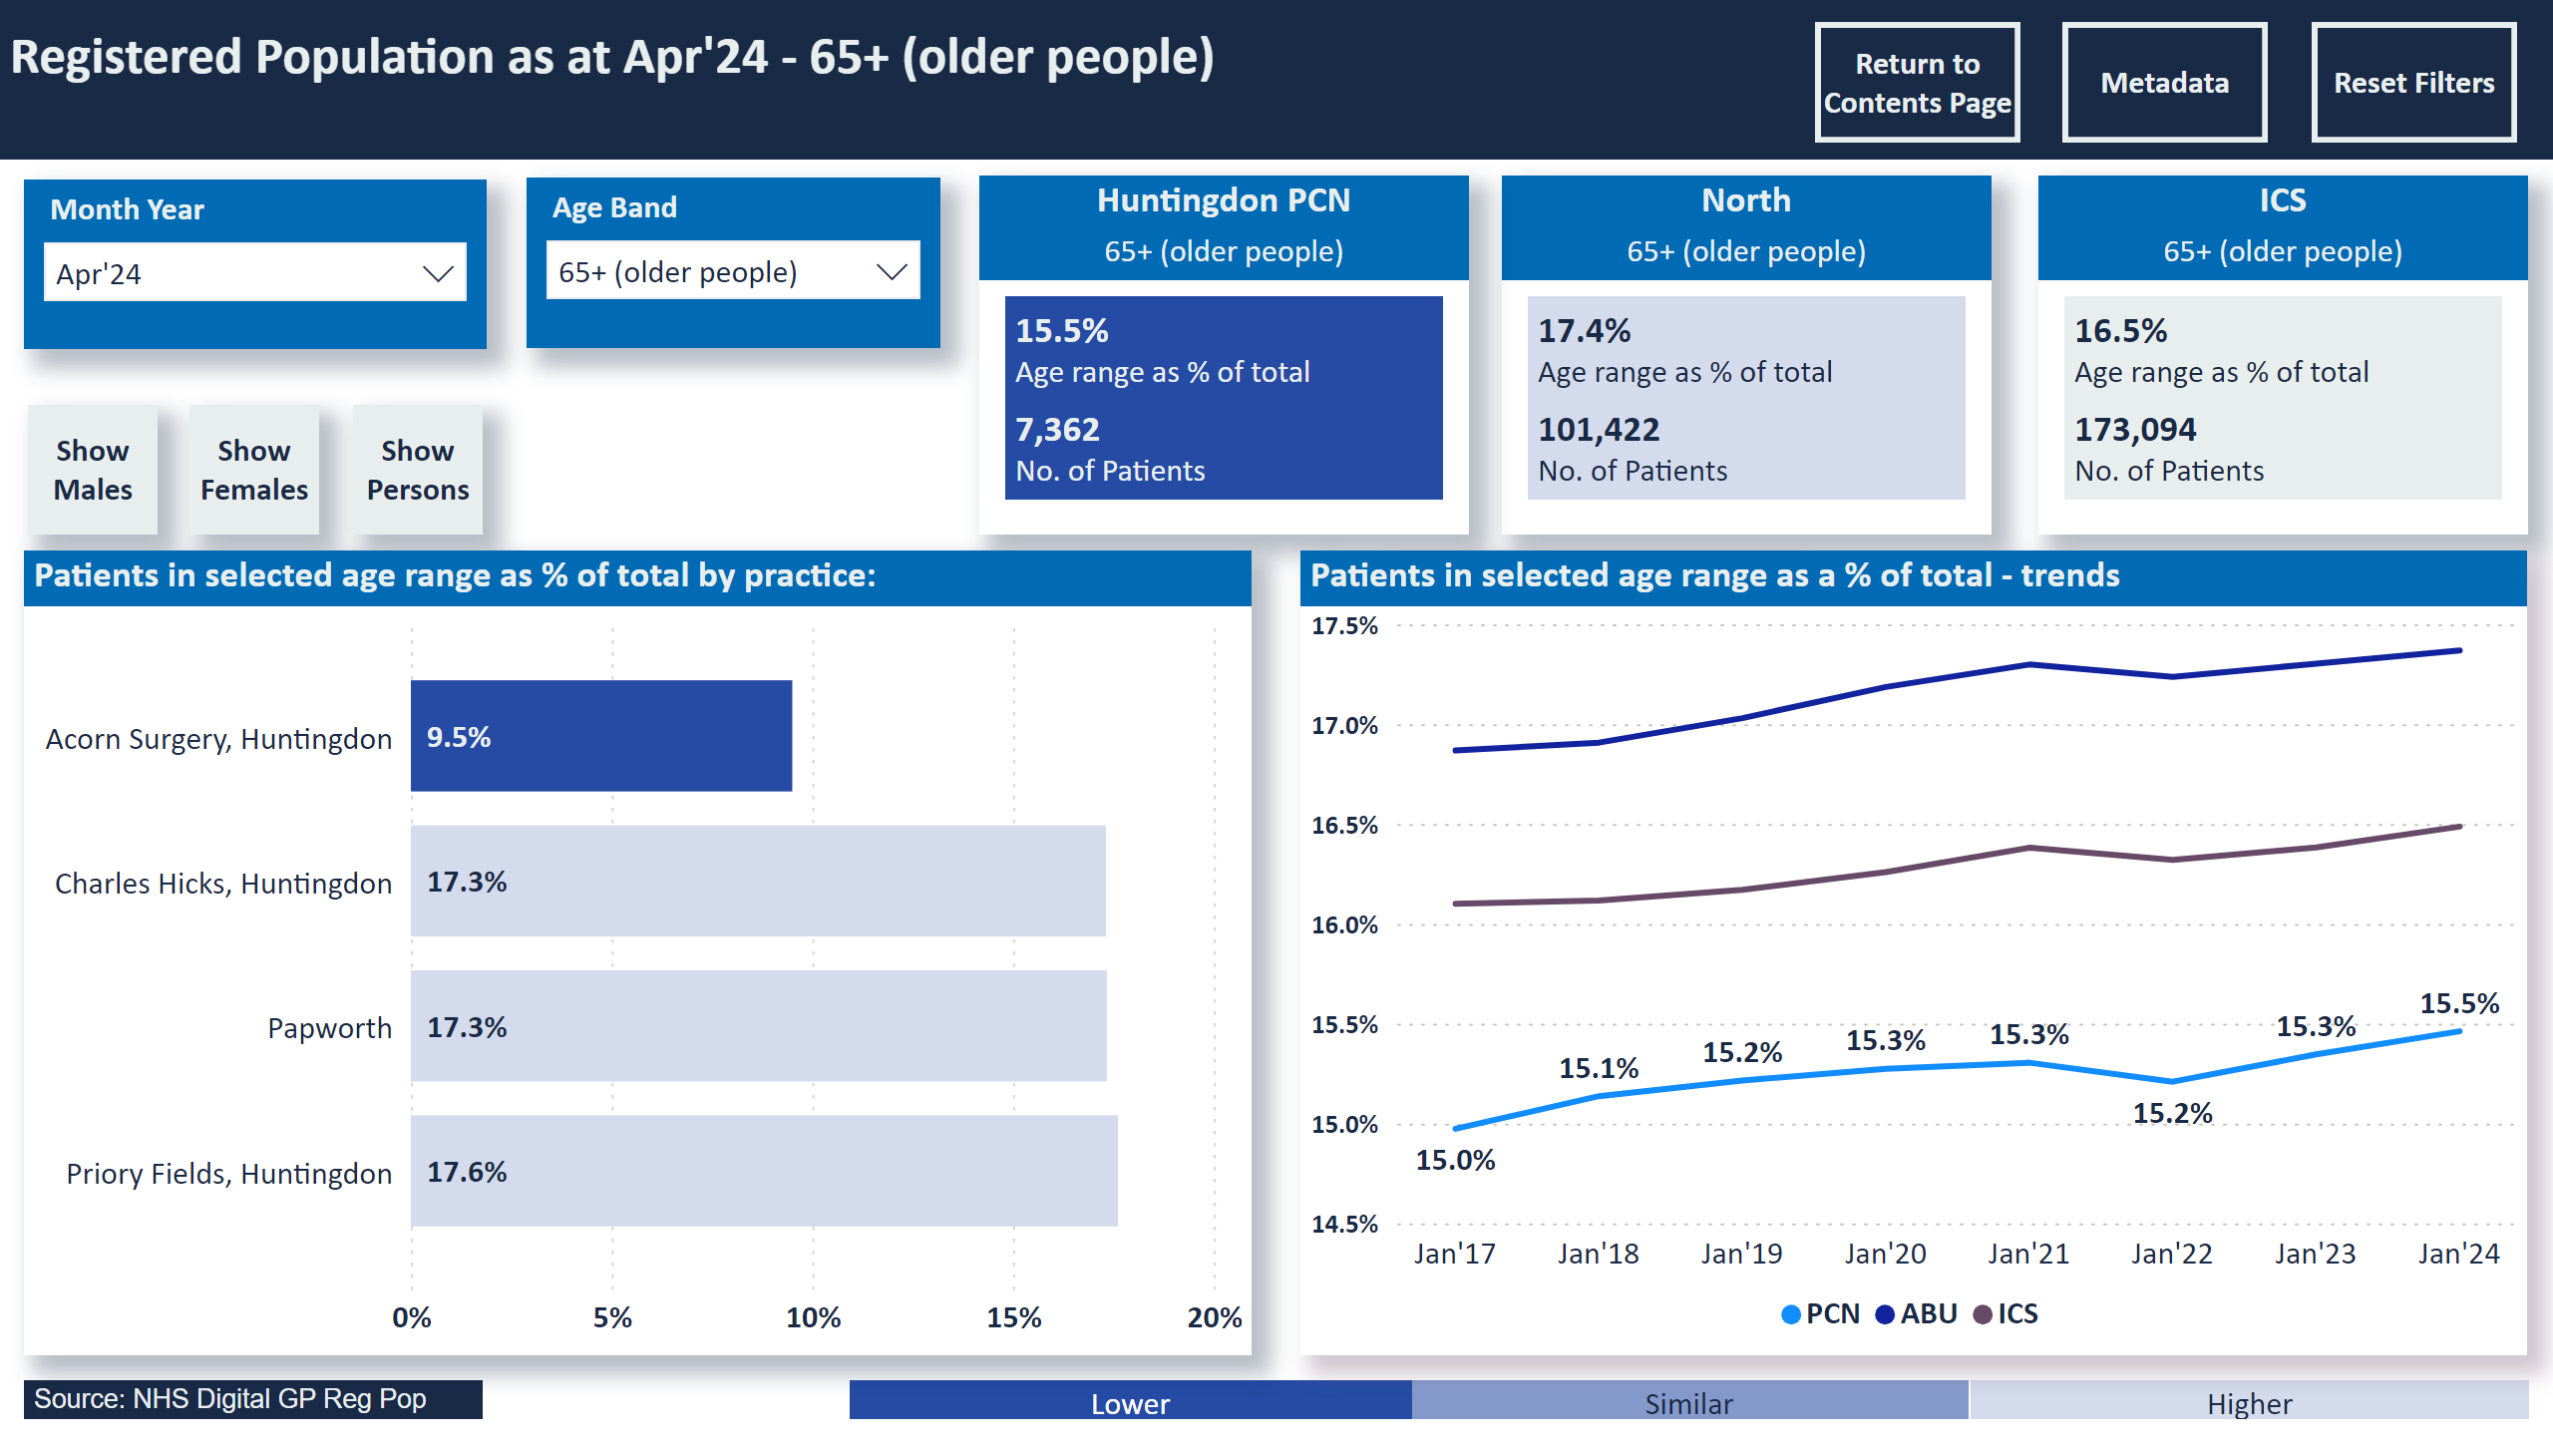 Registered Population as at Apr'24 - 65+ (older people)
Return to
Contents Page
Metadata
Reset Filters
Month Year
Apr'24
Age Band
65+ (older people)
Huntingdon PCN
65+ (older people)
15.5%
Age range as % of total
7,362
No. of Patients
North
65+ (older people)
17.4%
Age range as % of total
101,422
No. of Patients
ICS
65+ (older people)
16.5%
Age range as % of total
173,094
No. of Patients
Show
Males
Show
Females
Show
Persons
Patients in selected age range as % of total by practice:
Acorn Surgery, Huntingdon
9.5%
Charles Hicks, Huntingdon
17.3%
Papworth
17.3%
Priory Fields, Huntingdon
17.6%
0%
5%
10%
15%
20%
Patients in selected age range as a % of total - trends
17.5%
17.0%
16.5%
16.0%
15.5%
15.0%
14.5%
15.0%
15.1%
15.2%
15.3%
15.3%
15.2%
15.3%
15.5%
Jan'17
Jan'18
Jan'19
Jan'20
Jan'21
Jan'22
Jan'23
Jan'24
PCN
ABU
ICS
Source: NHS Digital GP Reg Pop
Lower
Similar
Higher